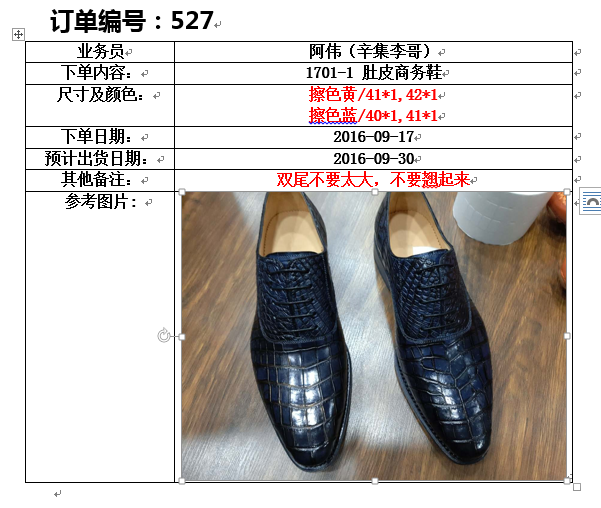 订单编号：527
业务员 阿伟（辛集李哥）
下单内容： 1701-1 肚皮商务鞋
尺寸及颜色： 擦色黄/41*1,42*1
擦色蓝/40*1,41*1
下单日期： 2016-09-17
预计出货日期： 2016-09-30
其他备注： 双尾不要太大，不要翘起来
参考图片：